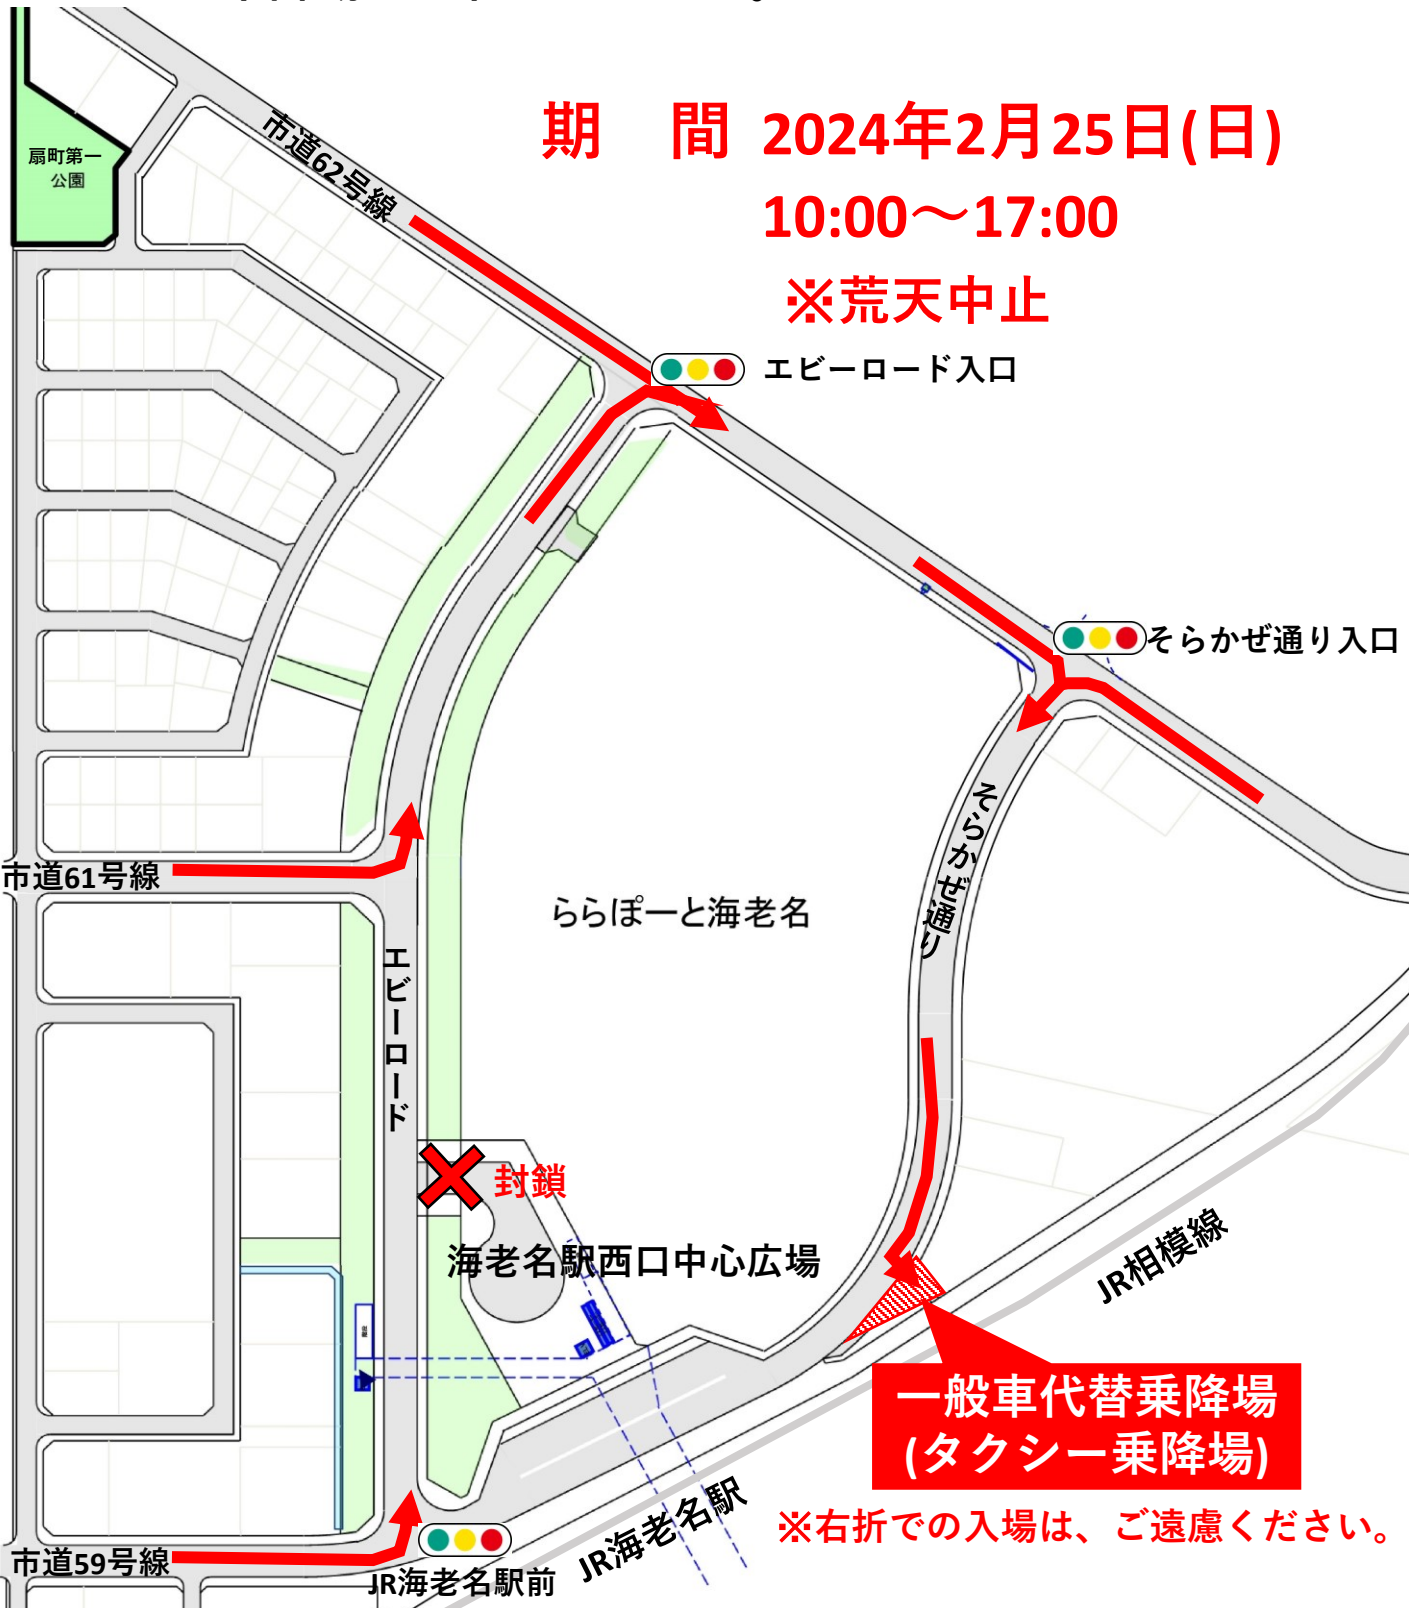 期 間 2024年2月25日(日)
10:00～17:00
※荒天中止
市道62号線
扇町第一
公園
エビーロード入口
そらかぜ通り入口
そらかぜ通り
市道61号線
ららぽーと海老名
エビーロード
封鎖
海老名駅西口中心広場
JR相模線
一般車代替乗降場
(タクシー乗降場)
※右折での入場は、ご遠慮ください。
JR海老名駅
市道59号線
JR海老名駅前